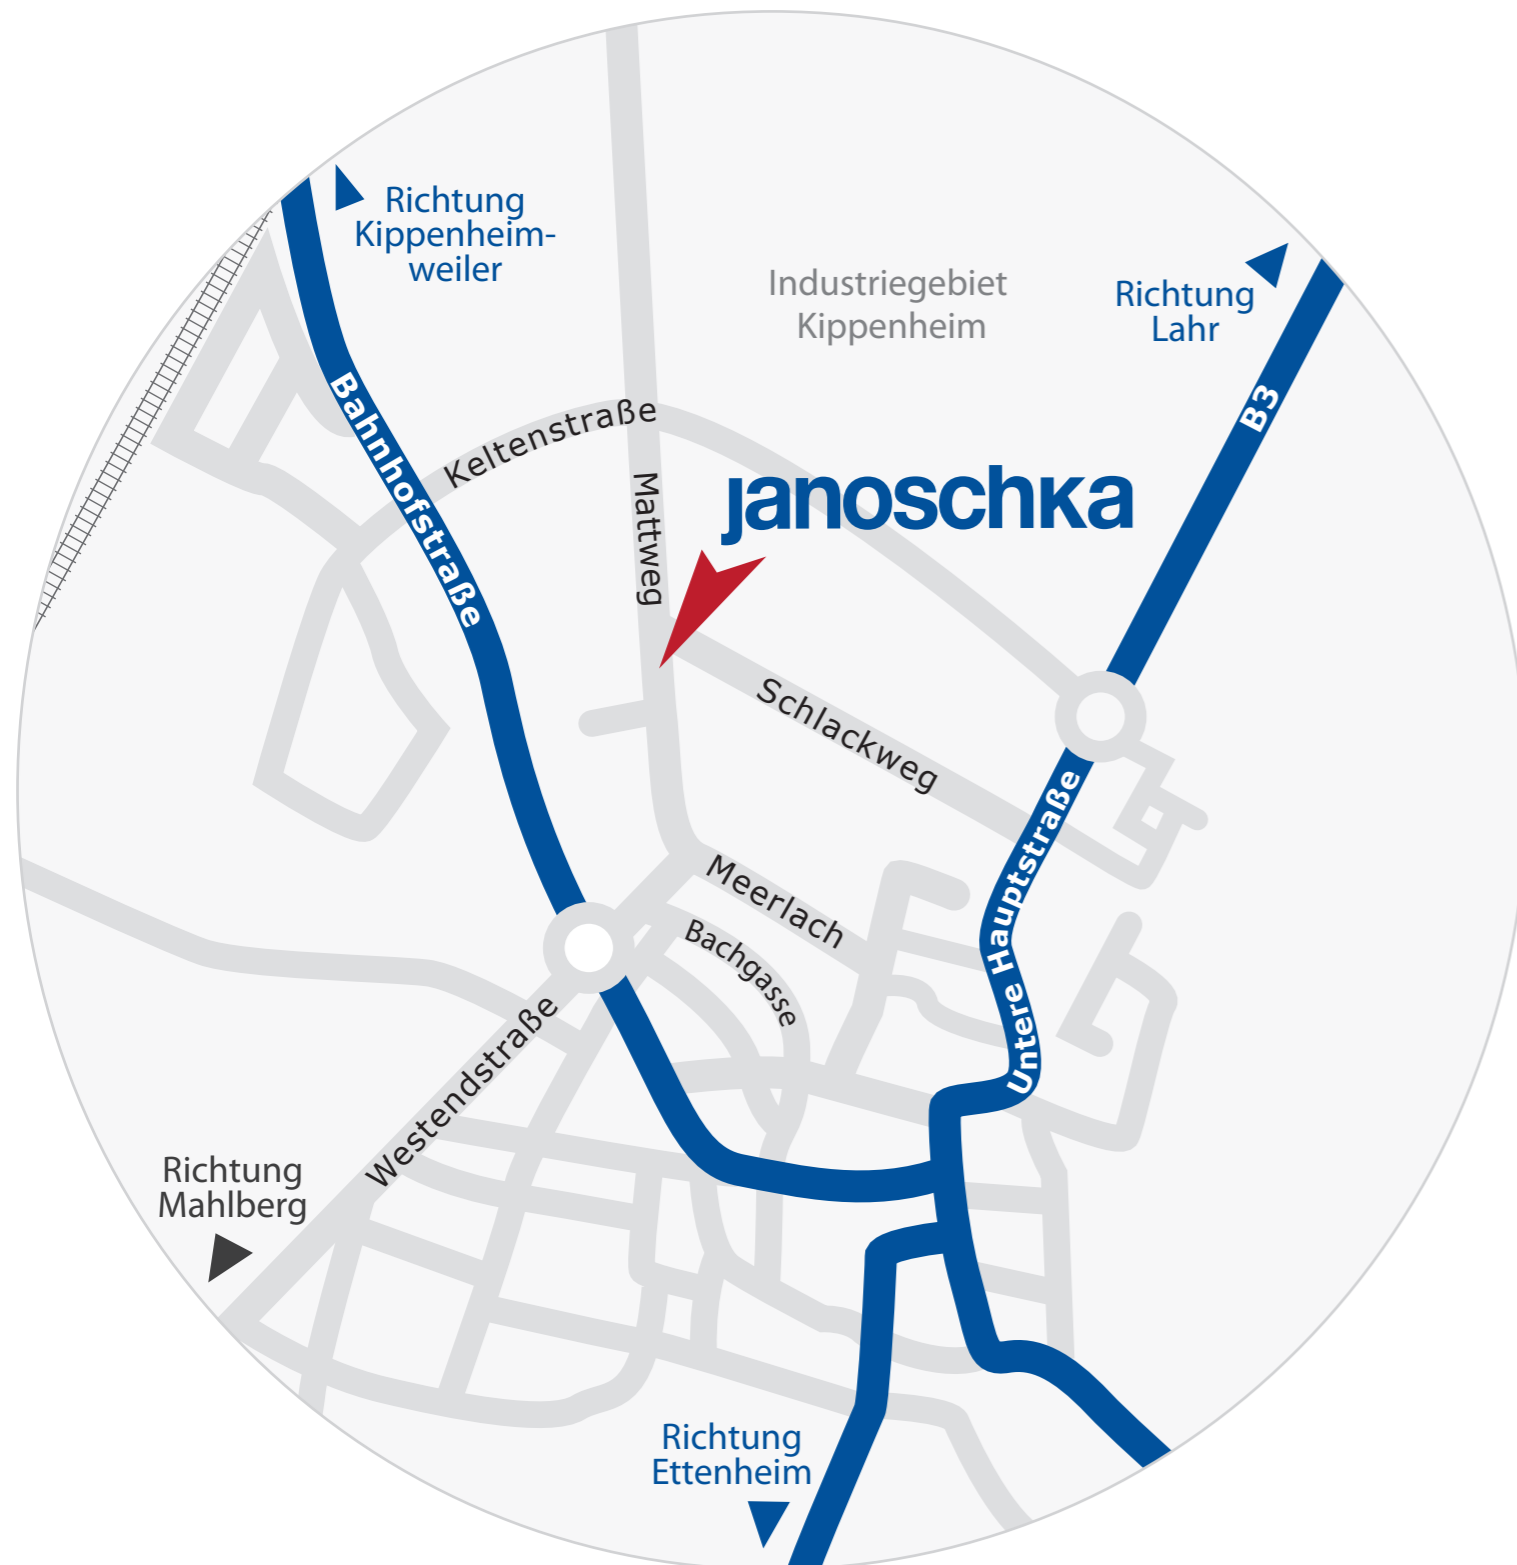 Richtung
Kippenheim-
weiler
Industriegebiet
Kippenheim
Richtung
Lahr
B3
Bahnhofstraße
Keltenstraße
Mattweg
janoschka
Schlackweg
Untere Hauptstraße
Meerlach
Bachgasse
Westendstraße
Richtung
Mahlberg
Richtung
Ettenheim